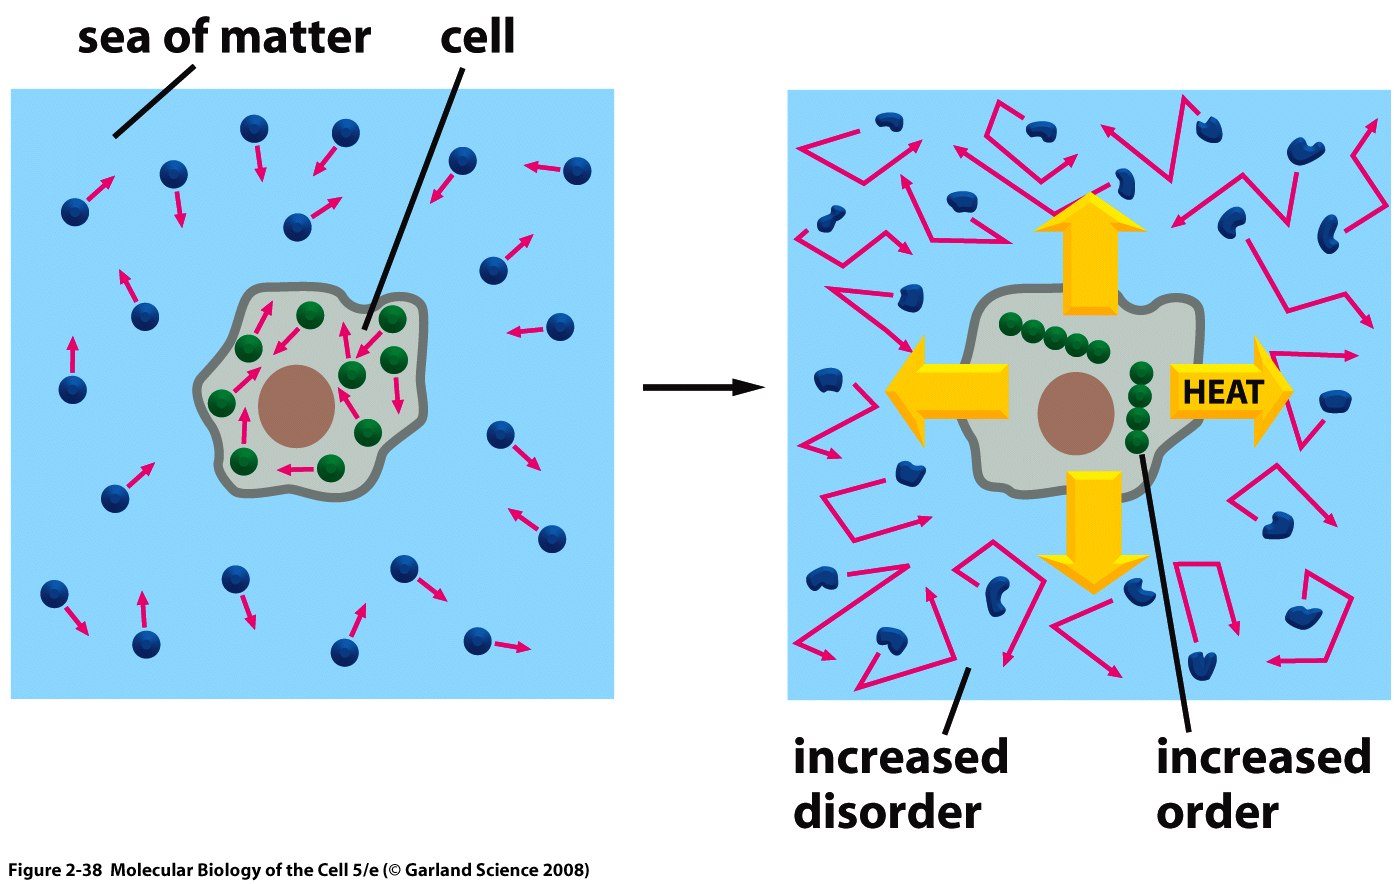 sea of matter
cell
HEAT
increased
disorder
increased
order
Figure 2-38 Molecular Biology of the Cell 5/e (© Garland Science 2008)